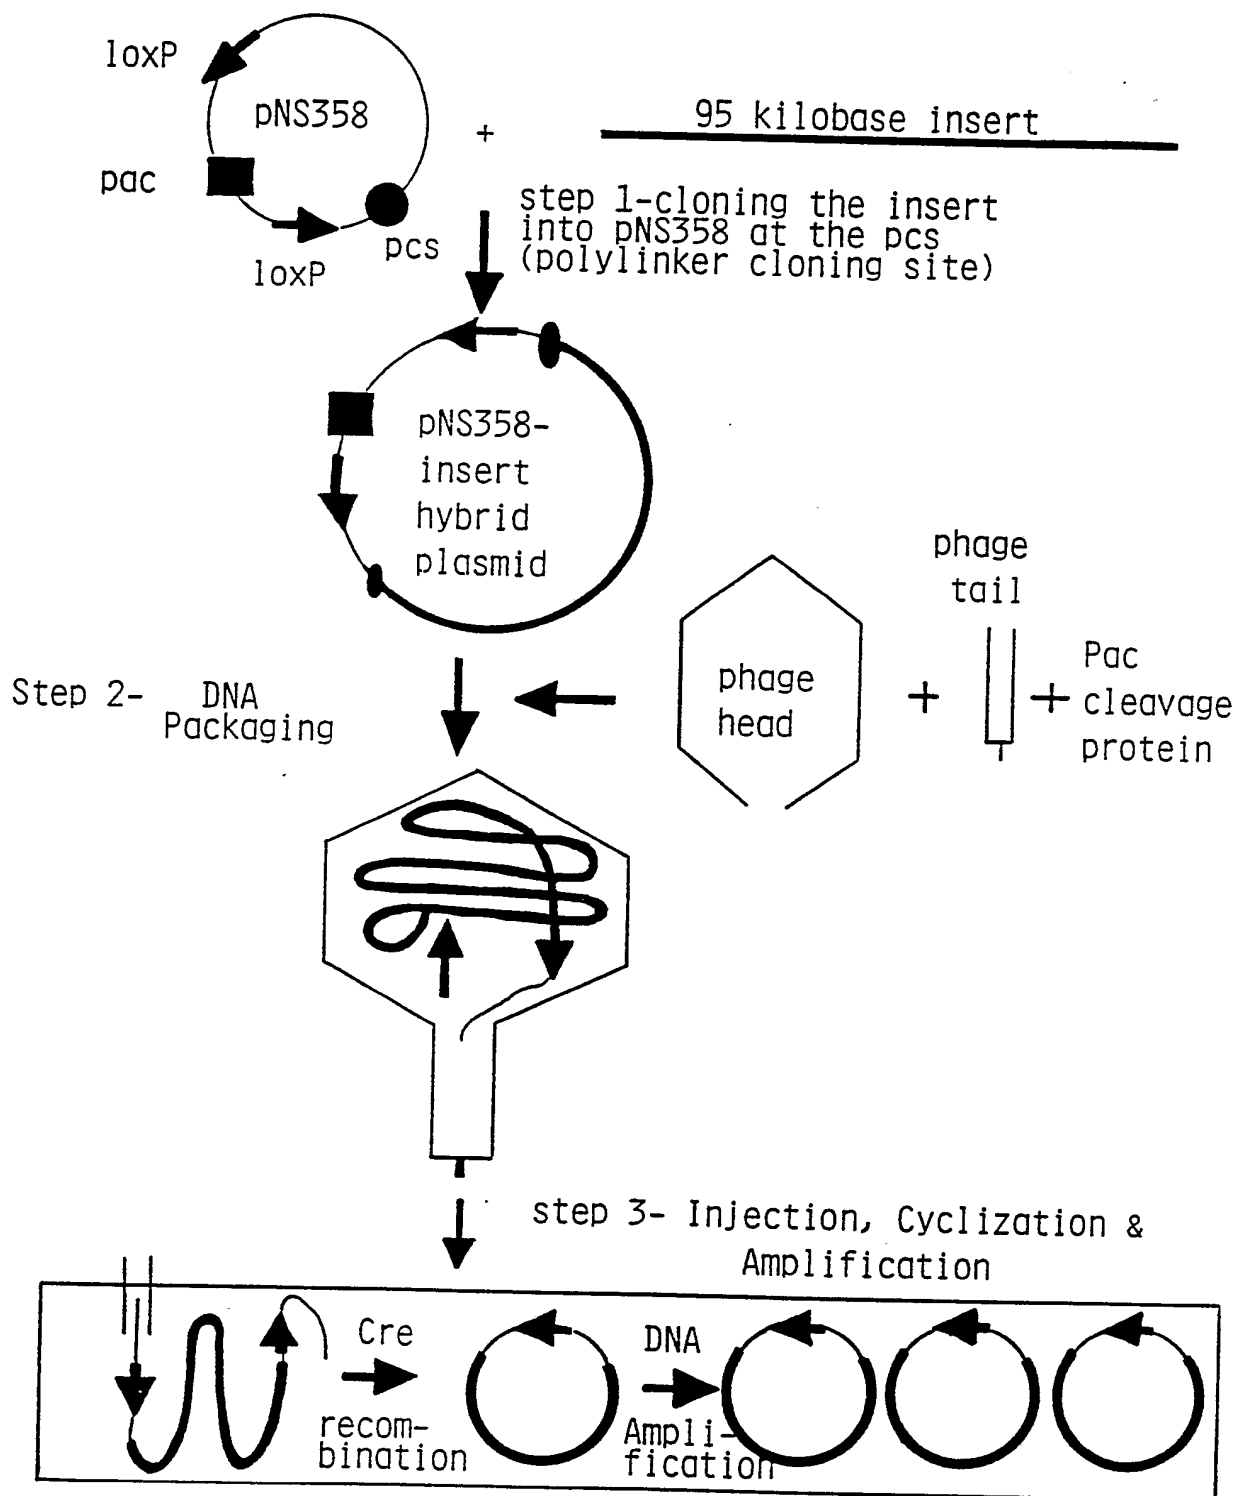 loxP
pNS358
pac
loxP
pcs
+
95 kilobase insert
step 1-cloning the insert
into pNS358 at the pcs
(polylinker cloning site)
pNS358-
insert
hybrid
plasmid
phage
tail
phage
head
+
+
Pac
cleavage
protein
Step 2- DNA
Packaging
step 3- Injection, Cyclization &
Amplification
Cre
recom-
bination
DNA
Ampli-
fication